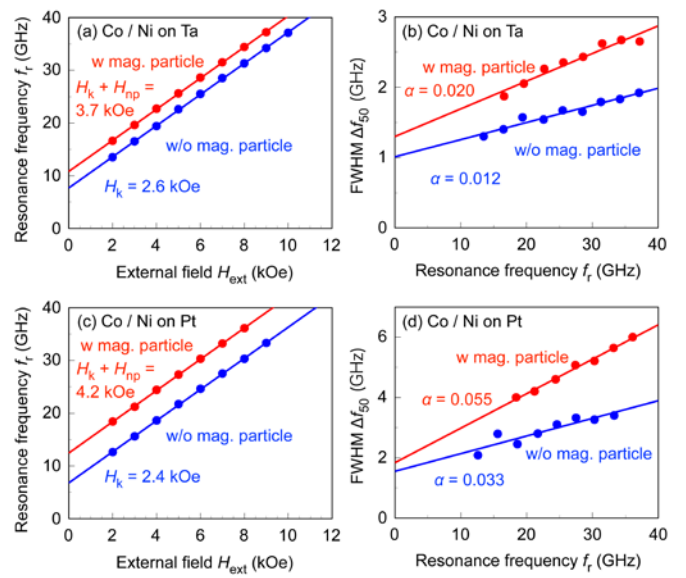 (a) Co / Ni on Ta
w mag. particle
Hk + Hnp =
3.7 kOe
w/o mag. particle
Hk = 2.6 kOe
40
30
20
10
0
0 2 4 6 8 10 12
Resonance frequency fr (GHz)
External field Hext (kOe)
(b) Co / Ni on Ta
w mag. particle
α = 0.020
w/o mag. particle
α = 0.012
3
2
1
0
0 10 20 30 40
FWHM Δf50 (GHz)
Resonance frequency fr (GHz)
(c) Co / Ni on Pt
w mag. particle
Hk + Hnp =
4.2 kOe
w/o mag. particle
Hk = 2.4 kOe
40
30
20
10
0
0 2 4 6 8 10 12
Resonance frequency fr (GHz)
External field Hext (kOe)
(d) Co / Ni on Pt
w mag. particle
α = 0.055
w/o mag. particle
α = 0.033
6
4
2
0
0 10 20 30 40
FWHM Δf50 (GHz)
Resonance frequency fr (GHz)